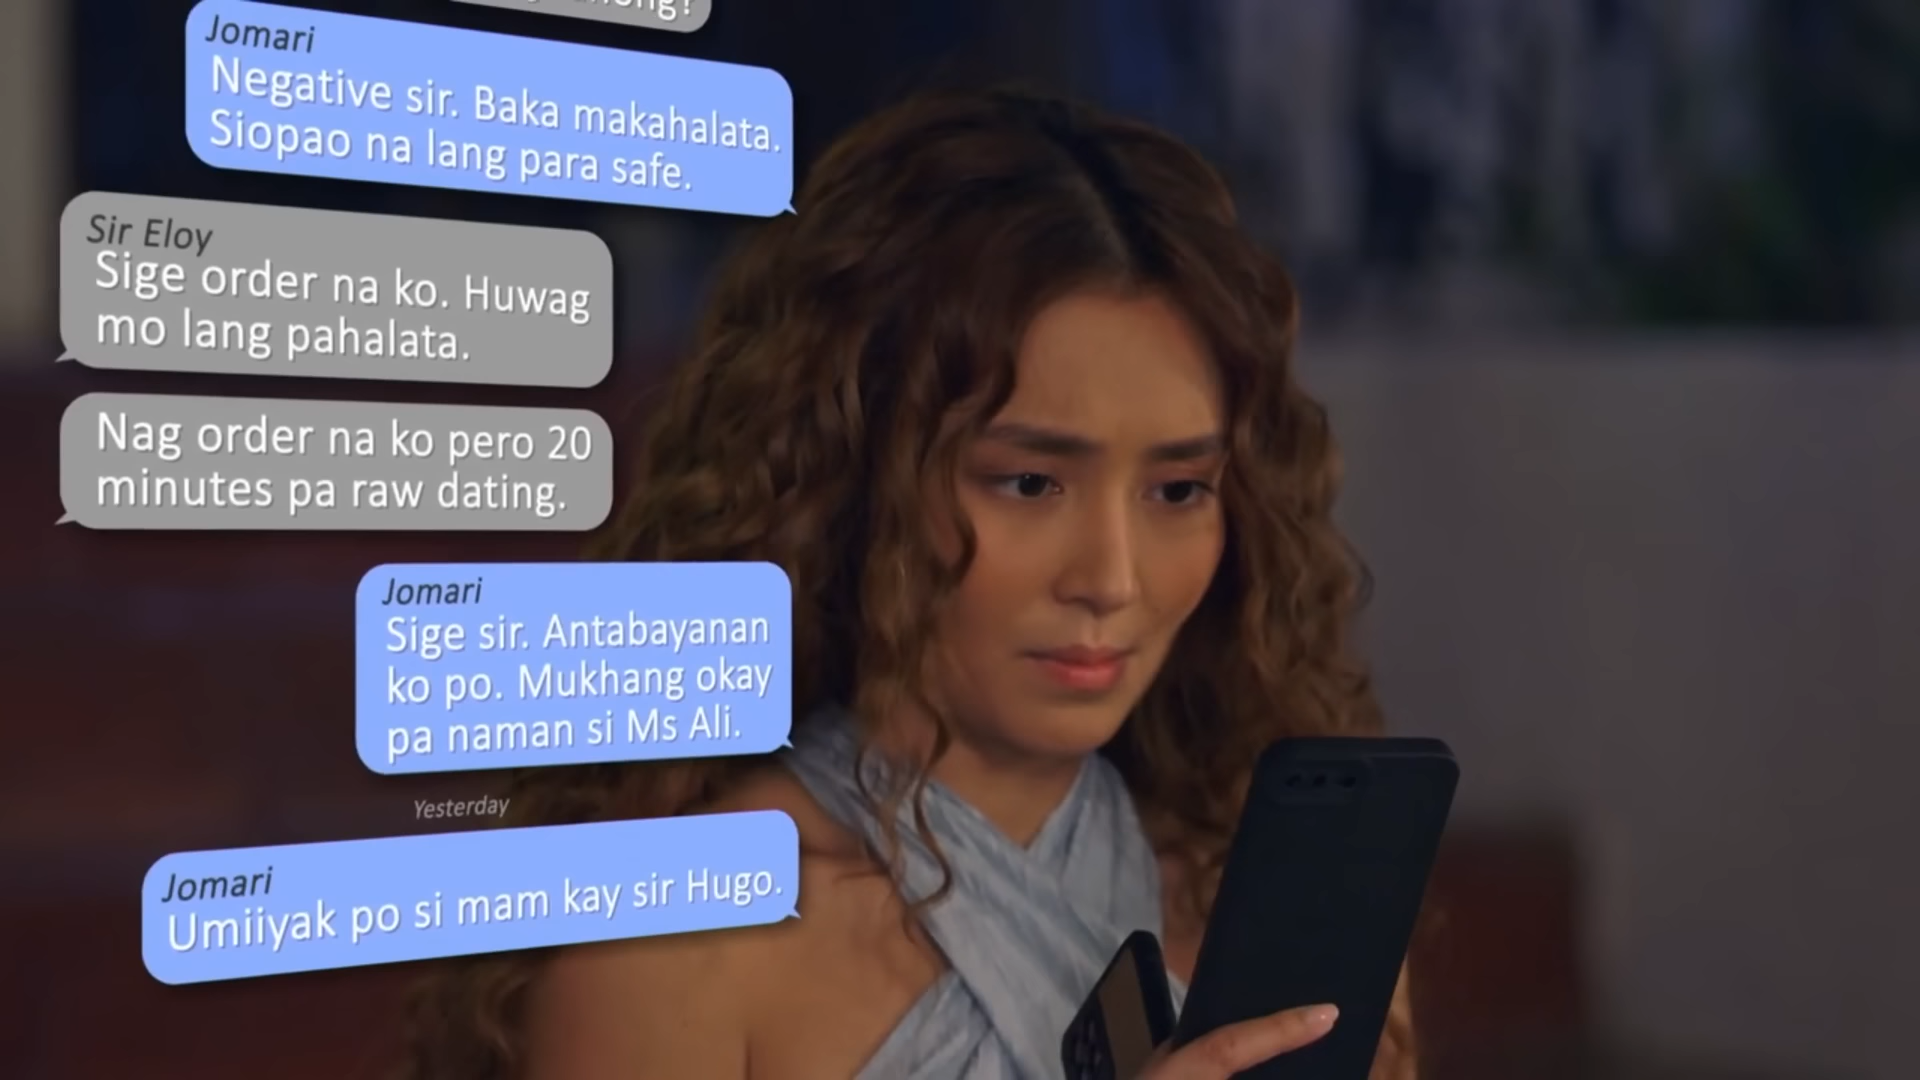 Jomari
Negative sir. Baka makahalata.
Siopao na lang para safe.
Sir Eloy
Sige order na ko. Huwag
mo lang pahalata.
Nag order na ko pero 20
minutes pa raw dating.
Jomari
Sige sir. Antabayanan
ko po. Mukhang okay
pa naman si Ms Ali.
Yesterday
Jomari
Umiiyak po si mam kay sir Hugo.